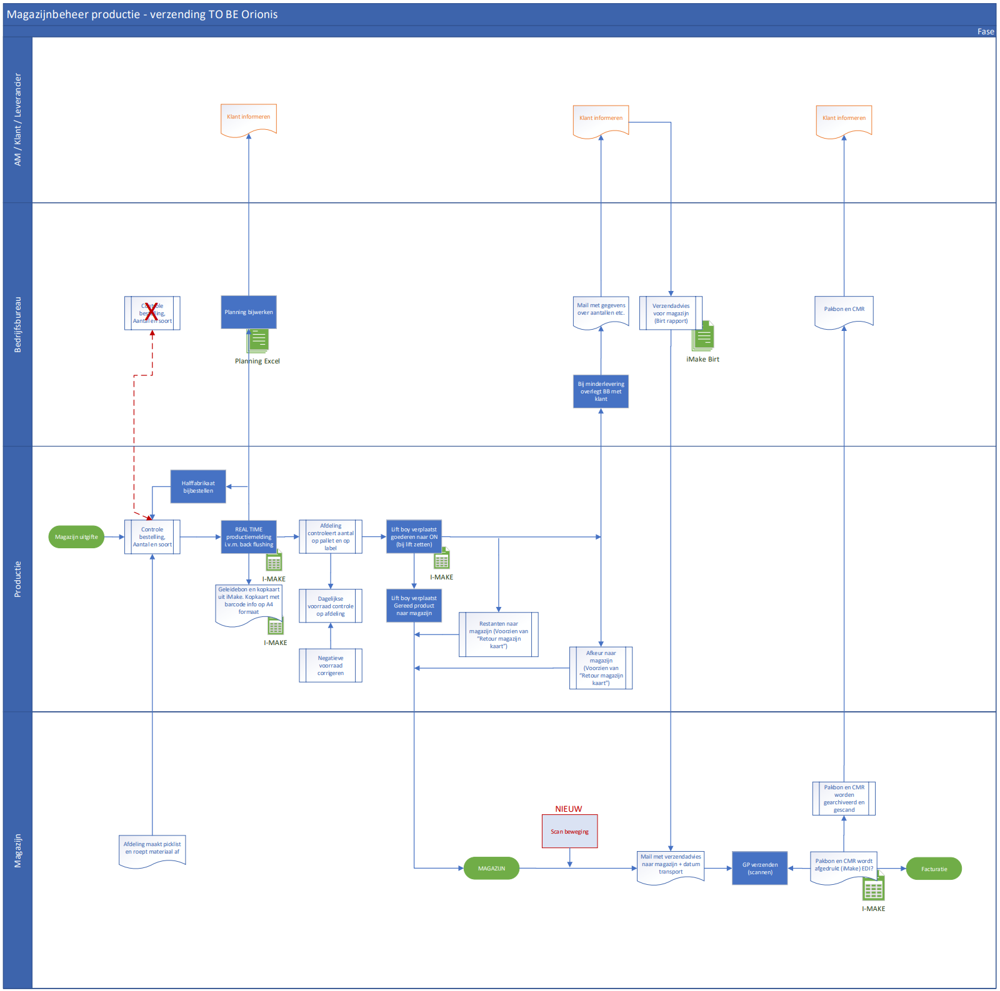 Magazijnbeheer productie - verzending TO BE Orionis
Fase
AM / Klant / Leverancier
Klant informeren
Klant informeren
Klant informeren
Bedrijfsbureau
Controle
bestelling,
Aantal en soort
X
Planning bijwerken
Planning Excel
Mail met gegevens
over aantallen etc.
Verzendadvies
voor magazijn
(Birt rapport)
iMake Birt
Pakbon en CMR
Bij minderlevering
overlegt BB met
klant
Productie
Halffabrikaat
bijbestellen
Magazijn uitgifte
Controle
bestelling,
Aantal en soort
REAL TIME
productiemelding
i.v.m. back flushing
I-MAKE
Afdeling
controleert aantal
op pallet en op
label
Lift boy verplaatst
goederen naar ON
(bij lift zetten)
I-MAKE
Geleidebon en kopkaart
uit iMake. Kopkaart met
barcode info op A4
formaat
I-MAKE
Dagelijkse
voorraad controle
op afdeling
Lift boy verplaatst
Gereed product
naar magazijn
Restanten naar
magazijn (Voorzien van
"Retour magazijn
kaart")
Negatieve
voorraad
corrigeren
Afkeur naar
magazijn
(Voorzien van
"Retour magazijn
kaart")
Magazijn
Pakbon en CMR
worden
gearchiveerd en
gescand
NIEUW
Scan beweging
Afdeling maakt picklist
en roept materiaal af
MAGAZIJN
Mail met verzendadvies
naar magazijn + datum
transport
GP verzenden
(scannen)
Pakbon en CMR wordt
afgedrukt (iMake) EDI?
I-MAKE
Facturatie